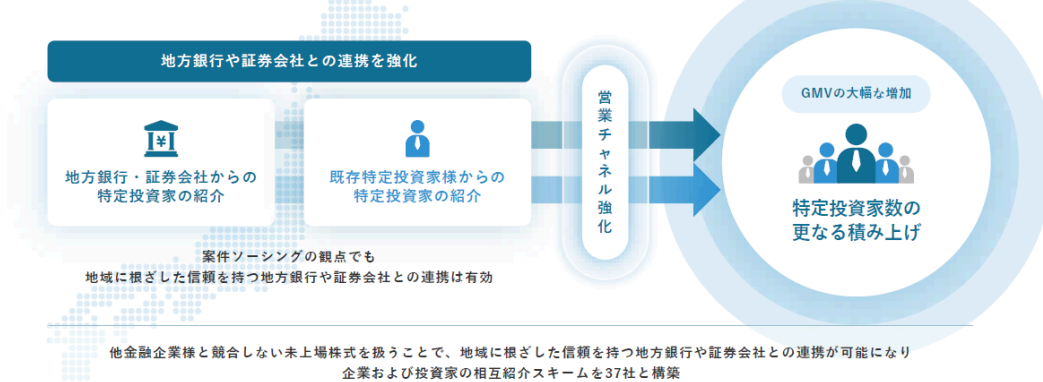 地方銀行や証券会社との連携を強化
地方銀行・証券会社からの
特定投資家の紹介
既存特定投資家様からの
特定投資家の紹介
案件ソーシングの観点でも
地域に根ざした信頼を持つ地方銀行や証券会社との連携は有効
営業チャネル強化
GMVの大幅な増加
特定投資家数の
更なる積み上げ
他金融企業様と競合しない未上場株式を扱うことで、地域に根ざした信頼を持つ地方銀行や証券会社との連携が可能になり
企業および投資家の相互紹介スキームを37社と構築